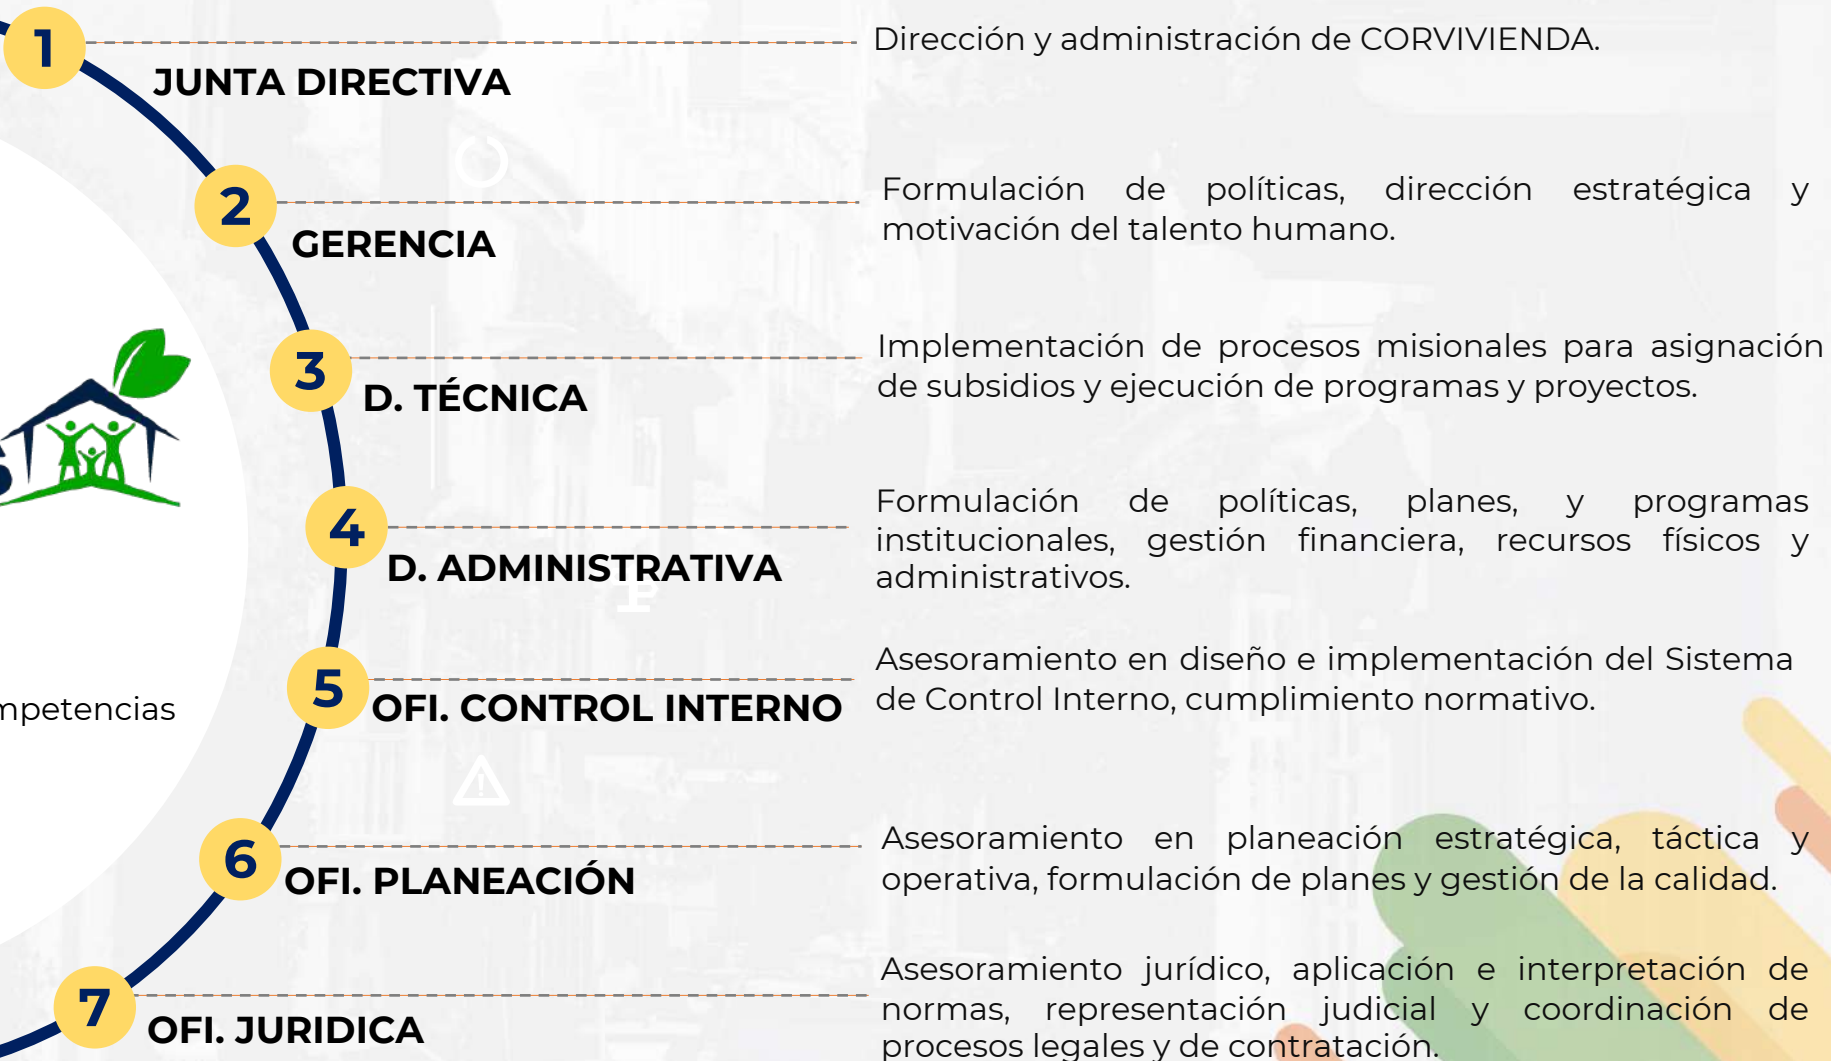 1
Dirección y administración de CORVIVIENDA.
JUNTA DIRECTIVA
2
Formulación de políticas, dirección estratégica y
motivación del talento humano.
GERENCIA
3
Implementación de procesos misionales para asignación
de subsidios y ejecución de programas y proyectos.
D. TÉCNICA
4
Formulación de políticas, planes, y programas
institucionales, gestión financiera, recursos físicos y
administrativos.
D. ADMINISTRATIVA
5
Asesoramiento en diseño e implementación del Sistema
de Control Interno, cumplimiento normativo.
OFI. CONTROL INTERNO
mpetencias
6
Asesoramiento en planeación estratégica, táctica y
operativa, formulación de planes y gestión de la calidad.
OFI. PLANEACIÓN
7
Asesoramiento jurídico, aplicación e interpretación de
normas, representación judicial y coordinación de
procesos legales y de contratación.
OFI. JURIDICA